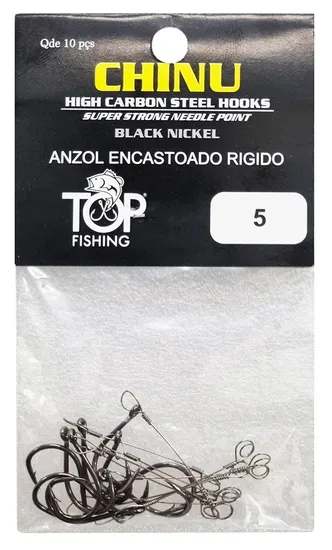 Qde 10 pçs
CHINU
HIGH CARBON STEEL HOOKS
SUPER STRONG NEEDLE POINT
BLACK NICKEL
ANZOL ENCASTOADO RIGIDO
TOP
FISHING
5